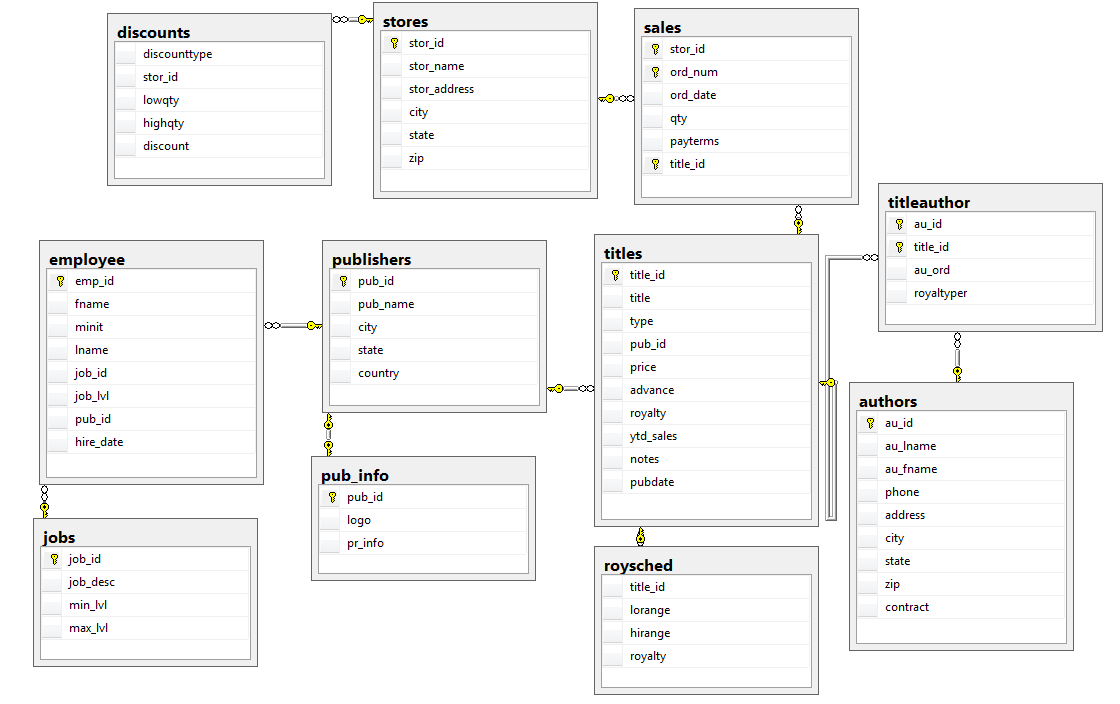 discounts
discounttype
stor_id
lowqty
highqty
discount
stores
stor_id
stor_name
stor_address
city
state
zip
sales
stor_id
ord_num
ord_date
qty
payterms
title_id
titleauthor
au_id
title_id
au_ord
royaltyper
employee
emp_id
fname
minit
lname
job_id
job_lvl
pub_id
hire_date
publishers
pub_id
pub_name
city
state
country
titles
title_id
title
type
pub_id
price
advance
royalty
ytd_sales
notes
pubdate
authors
au_id
au_lname
au_fname
phone
address
city
state
zip
contract
pub_info
pub_id
logo
pr_info
jobs
job_id
job_desc
min_lvl
max_lvl
roysched
title_id
lorange
hirange
royalty